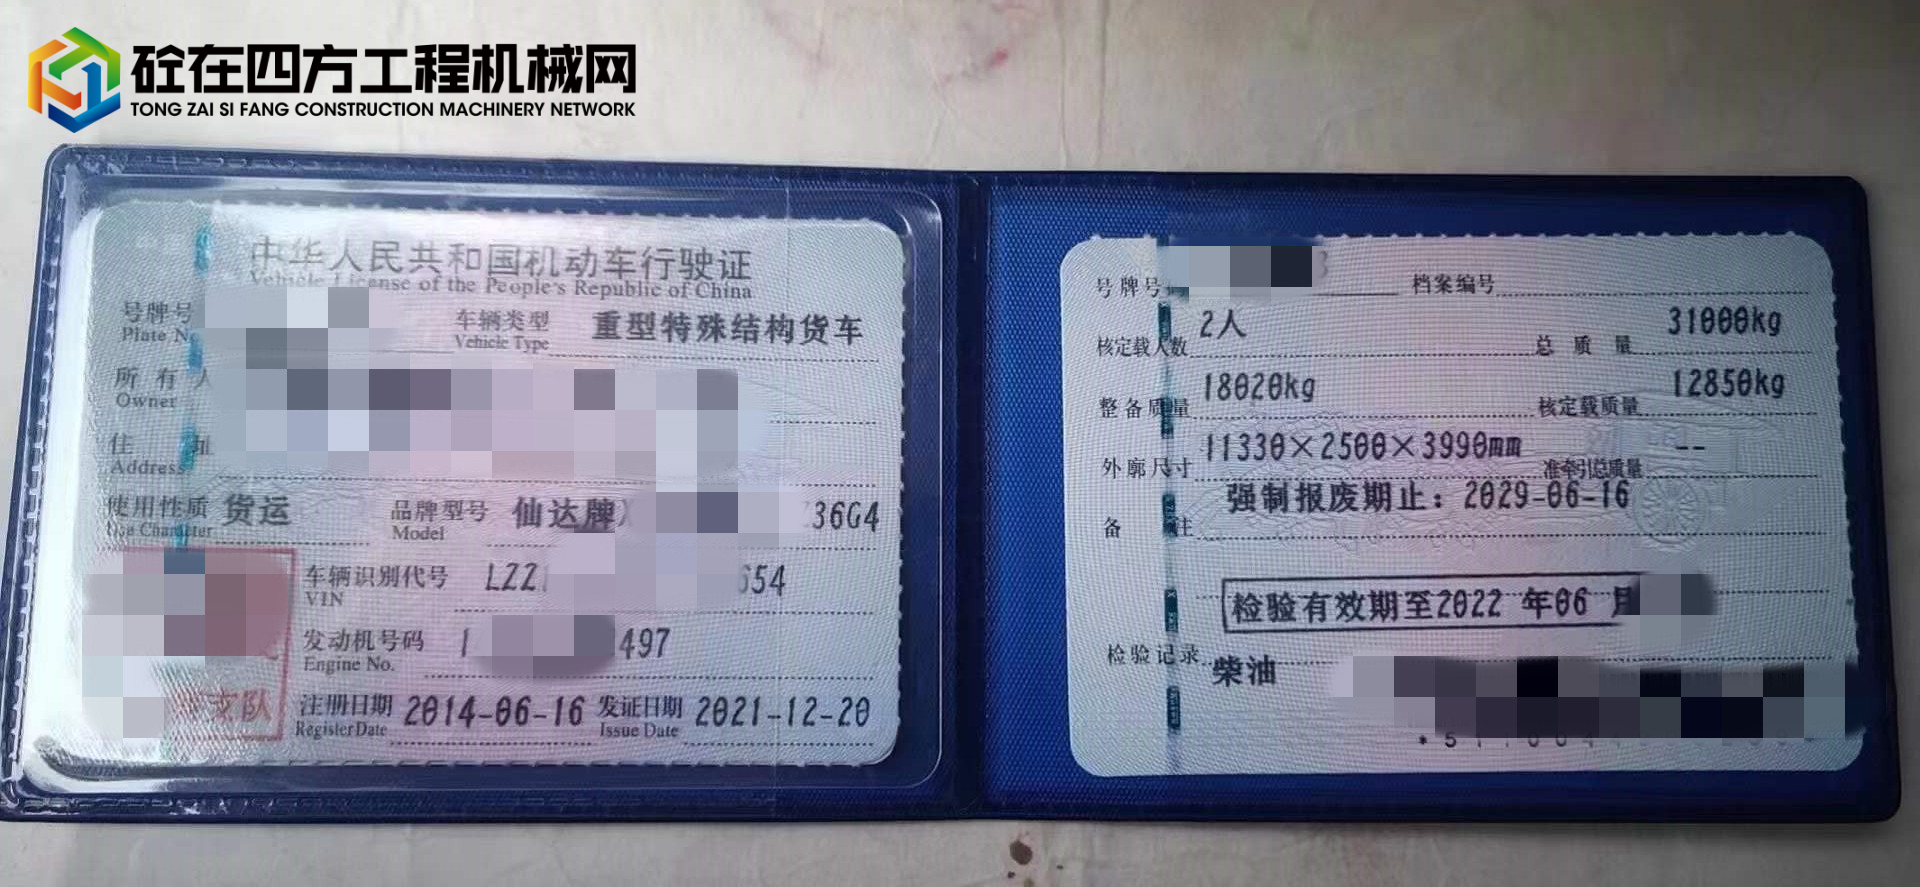 砼在四方工程机械网
TONG ZAI SI FANG CONSTRUCTION MACHINERY NETWORK
中华人民共和国机动车行驶证
Vehicle License of the People's Republic of China
号牌号
Plate No
车辆类型 重型特殊结构货车
Vehicle Type
所有人
Owner
住址
Address
使用性质 货运
Use Character
品牌型号 仙达牌X 36G4
Model
车辆识别代号 LZZ1 654
VIN
发动机号码 1 497
Engine No.
支队
注册日期 2014-06-16 发证日期 2021-12-20
Register Date Issue Date
号牌号 档案编号
核定载人数 2人 总质量 31000kg
整备质量 18020kg 核定载质量 12850kg
外廓尺寸 11330×2500×3990mm 准牵引总质量 --
备注 强制报废期止：2029-06-16
检验有效期至2022 年06 月
检验记录
柴油